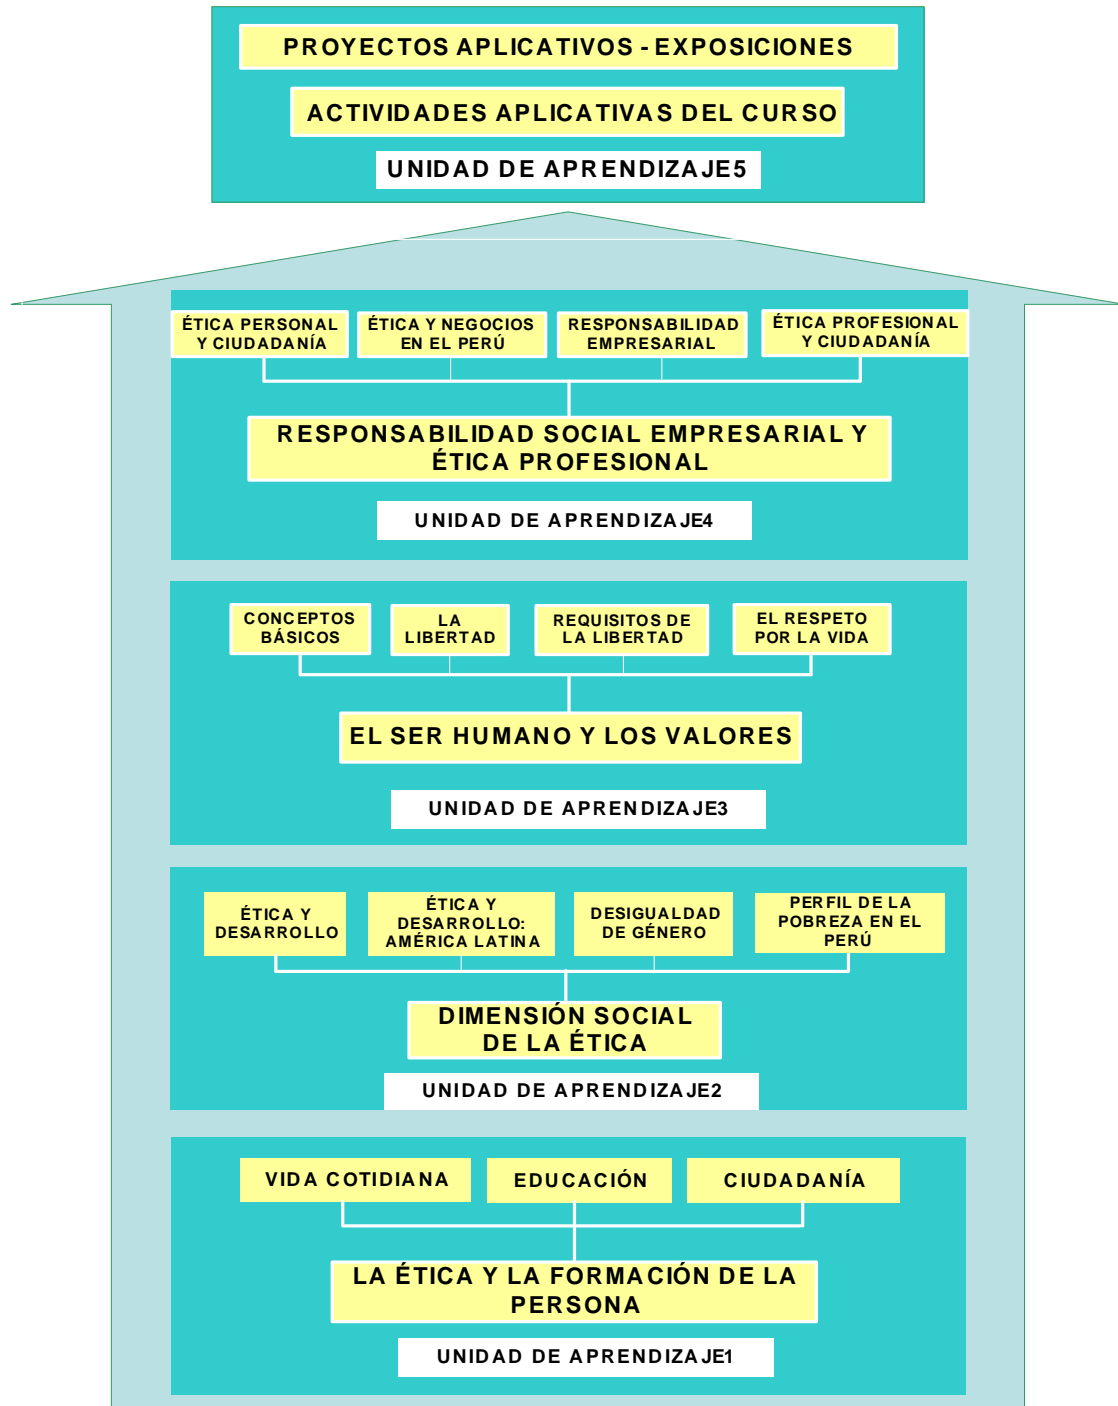 PROYECTOS APLICATIVOS - EXPOSICIONES
ACTIVIDADES APLICATIVAS DEL CURSO
UNIDAD DE APRENDIZAJE5
ÉTICA PERSONAL
Y CIUDADANÍA
ÉTICA Y NEGOCIOS
EN EL PERÚ
RESPONSABILIDAD
EMPRESARIAL
ÉTICA PROFESIONAL
Y CIUDADANÍA
RESPONSABILIDAD SOCIAL EMPRESARIAL Y
ÉTICA PROFESIONAL
UNIDAD DE APRENDIZAJE4
CONCEPTOS
BÁSICOS
LA
LIBERTAD
REQUISITOS DE
LA LIBERTAD
EL RESPETO
POR LA VIDA
EL SER HUMANO Y LOS VALORES
UNIDAD DE APRENDIZAJE3
ÉTICA Y
DESARROLLO
ÉTICA Y
DESARROLLO:
AMÉRICA LATINA
DESIGUALDAD
DE GÉNERO
PERFIL DE LA
POBREZA EN EL
PERÚ
DIMENSIÓN SOCIAL
DE LA ÉTICA
UNIDAD DE APRENDIZAJE2
VIDA COTIDIANA
EDUCACIÓN
CIUDADANÍA
LA ÉTICA Y LA FORMACIÓN DE LA
PERSONA
UNIDAD DE APRENDIZAJE1